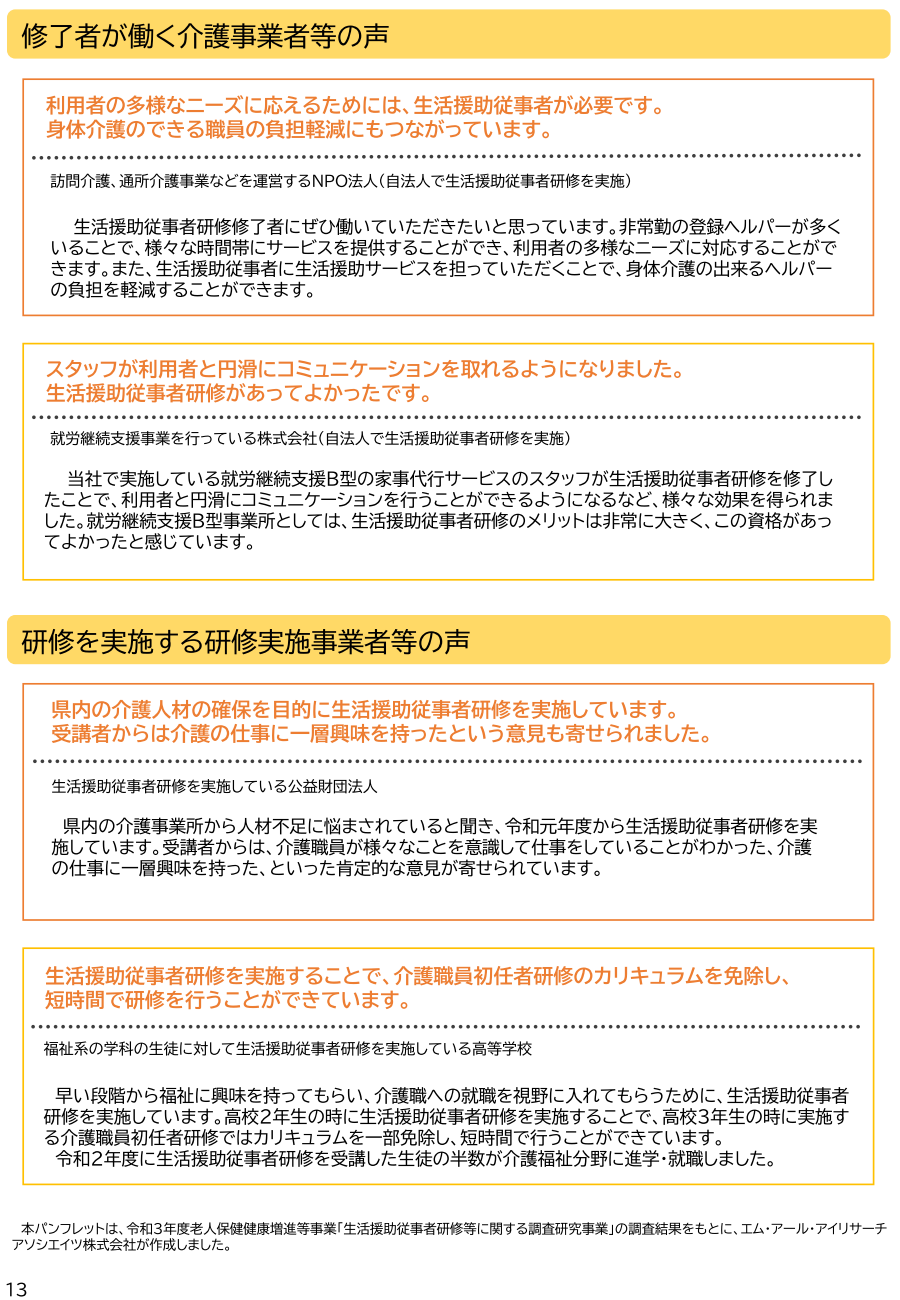 修了者が働く介護事業者等の声
利用者の多様なニーズに応えるためには、生活援助従事者が必要です。
身体介護のできる職員の負担軽減にもつながっています。
訪問介護、通所介護事業などを運営するNPO法人（自法人で生活援助従事者研修を実施）
生活援助従事者研修修了者にぜひ働いていただきたいと思っています。非常勤の登録ヘルパーが多く
いることで、様々な時間帯にサービスを提供することができ、利用者の多様なニーズに対応することがで
きます。また、生活援助従事者に生活援助サービスを担っていただくことで、身体介護の出来るヘルパー
の負担を軽減することができます。
スタッフが利用者と円滑にコミュニケーションを取れるようになりました。
生活援助従事者研修があってよかったです。
就労継続支援事業を行っている株式会社（自法人で生活援助従事者研修を実施）
当社で実施している就労継続支援B型の家事代行サービスのスタッフが生活援助従事者研修を修了し
たことで、利用者と円滑にコミュニケーションを行うことができるようになるなど、様々な効果を得られま
した。就労継続支援B型事業所としては、生活援助従事者研修のメリットは非常に大きく、この資格があっ
てよかったと感じています。
研修を実施する研修実施事業者等の声
県内の介護人材の確保を目的に生活援助従事者研修を実施しています。
受講者からは介護の仕事に一層興味を持ったという意見も寄せられました。
生活援助従事者研修を実施している公益財団法人
県内の介護事業所から人材不足に悩まされていると聞き、令和元年度から生活援助従事者研修を実
施しています。受講者からは、介護職員が様々なことを意識して仕事をしていることがわかった、介護
の仕事に一層興味を持った、といった肯定的な意見が寄せられています。
生活援助従事者研修を実施することで、介護職員初任者研修のカリキュラムを免除し、
短時間で研修を行うことができています。
福祉系の学科の生徒に対して生活援助従事者研修を実施している高等学校
早い段階から福祉に興味を持ってもらい、介護職への就職を視野に入れてもらうために、生活援助従事者
研修を実施しています。高校2年生の時に生活援助従事者研修を実施することで、高校3年生の時に実施す
る介護職員初任者研修ではカリキュラムを一部免除し、短時間で行うことができています。
令和2年度に生活援助従事者研修を受講した生徒の半数が介護福祉分野に進学・就職しました。
本パンフレットは、令和3年度老人保健健康増進等事業「生活援助従事者研修等に関する調査研究事業」の調査結果をもとに、エム・アール・アイリサーチ
アソシエイツ株式会社が作成しました。
13